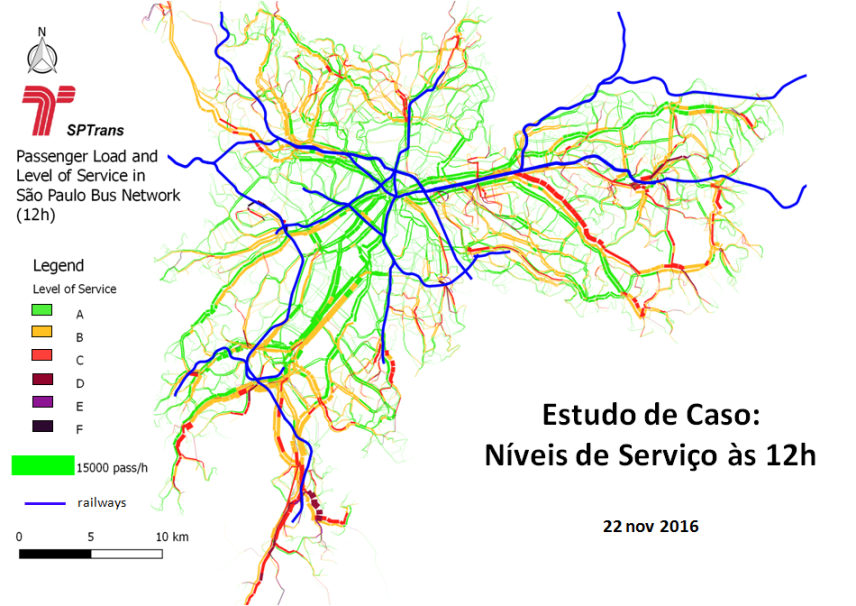 N
SPTrans
Passenger Load and
Level of Service in
São Paulo Bus Network
(12h)
Legend
Level of Service
A
B
C
D
E
F
15000 pass/h
railways
0 5 10 km
Estudo de Caso:
Níveis de Serviço às 12h
22 nov 2016